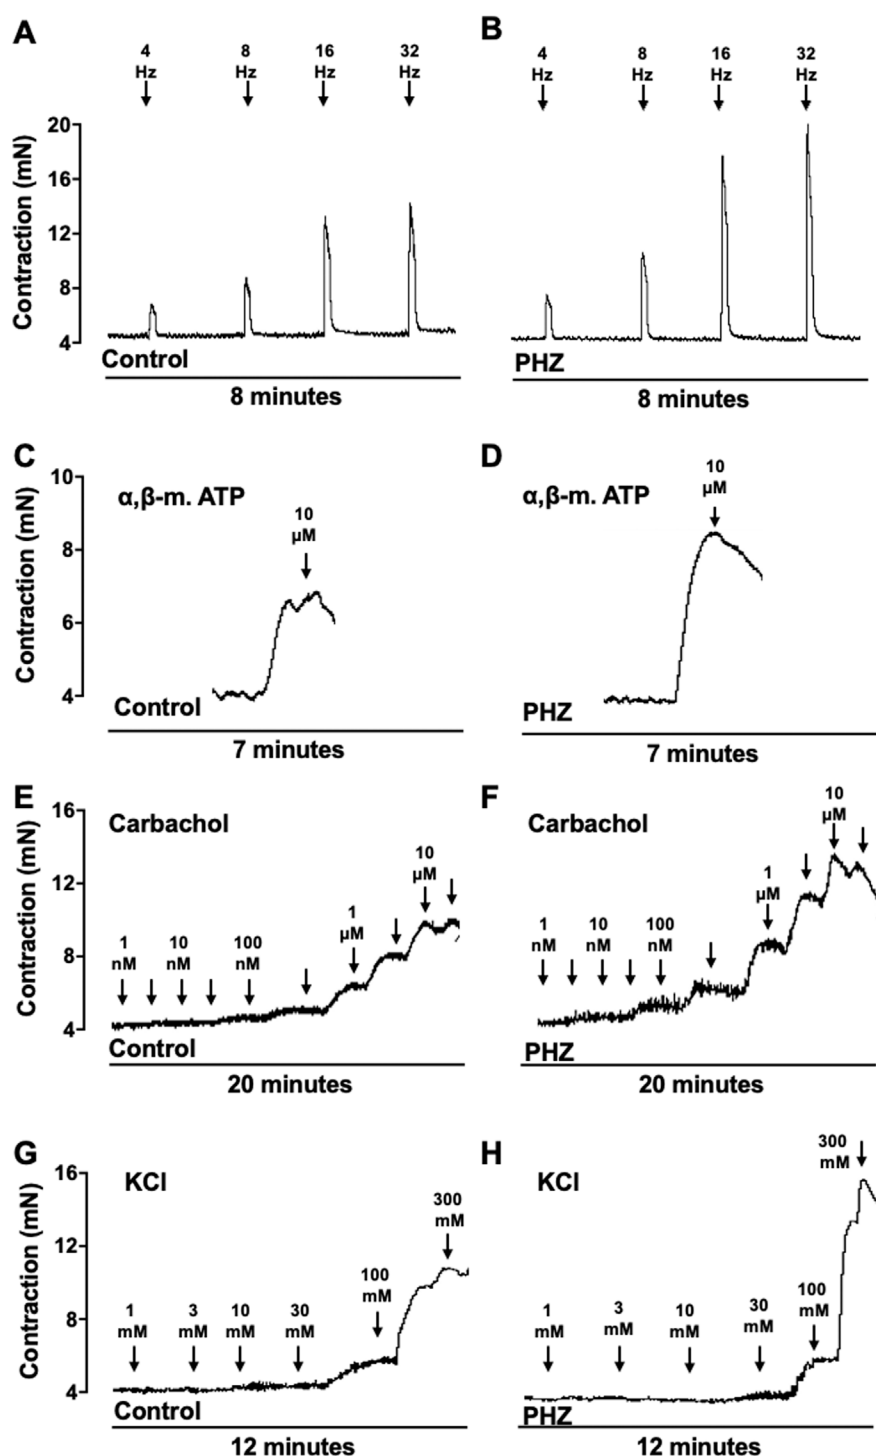 A
4 8 16 32
Hz Hz Hz Hz
Contraction (mN)
20
16
12
8
4
Control
8 minutes
B
4 8 16 32
Hz Hz Hz Hz
PHZ
8 minutes
C
α,β-m. ATP
10
µM
Contraction (mN)
10
8
6
4
Control
7 minutes
D
α,β-m. ATP
10
µM
PHZ
7 minutes
E
Carbachol
Contraction (mN)
16
12
8
4
1 10 100
nM nM nM
1
µM
10
µM
Control
20 minutes
F
Carbachol
1 10 100
nM nM nM
1
µM
10
µM
PHZ
20 minutes
G
KCl
Contraction (mN)
16
12
8
4
1 3 10 30
mM mM mM mM
100
mM
300
mM
Control
12 minutes
H
KCl
1 3 10 30
mM mM mM mM
100
mM
300
mM
PHZ
12 minutes